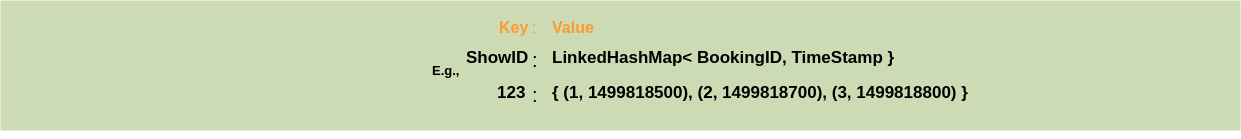 Key : Value
ShowID : LinkedHashMap< BookingID, TimeStamp }
E.g.,
123 : { (1, 1499818500), (2, 1499818700), (3, 1499818800) }